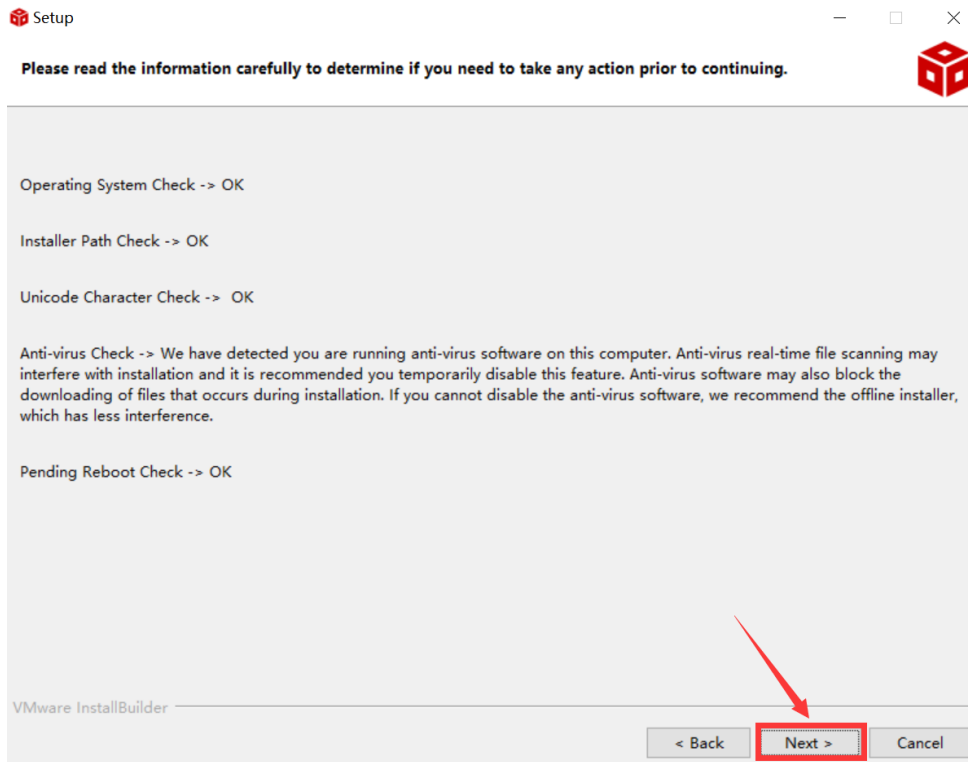 Setup
Please read the information carefully to determine if you need to take any action prior to continuing.
Operating System Check -> OK
Installer Path Check -> OK
Unicode Character Check ->  OK
Anti-virus Check -> We have detected you are running anti-virus software on this computer. Anti-virus real-time file scanning may
interfere with installation and it is recommended you temporarily disable this feature. Anti-virus software may also block the
downloading of files that occurs during installation. If you cannot disable the anti-virus software, we recommend the offline installer,
which has less interference.
Pending Reboot Check -> OK
VMware InstallBuilder
< Back
Next >
Cancel